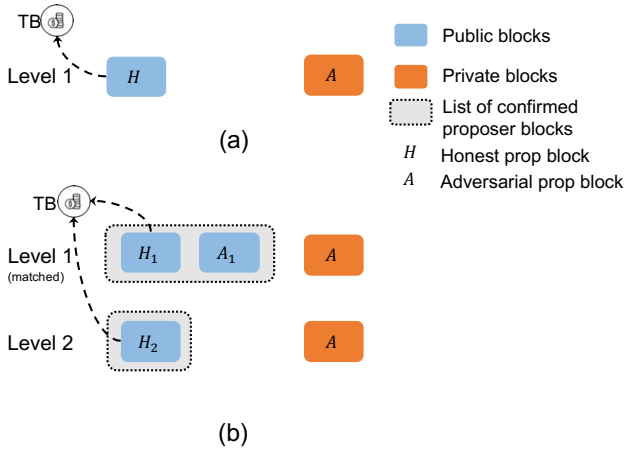 TB
Level 1
H
A
(a)
Public blocks
Private blocks
List of confirmed
proposer blocks
H Honest prop block
A Adversarial prop block
TB
Level 1
(matched)
H₁
A₁
A
Level 2
H₂
A
(b)